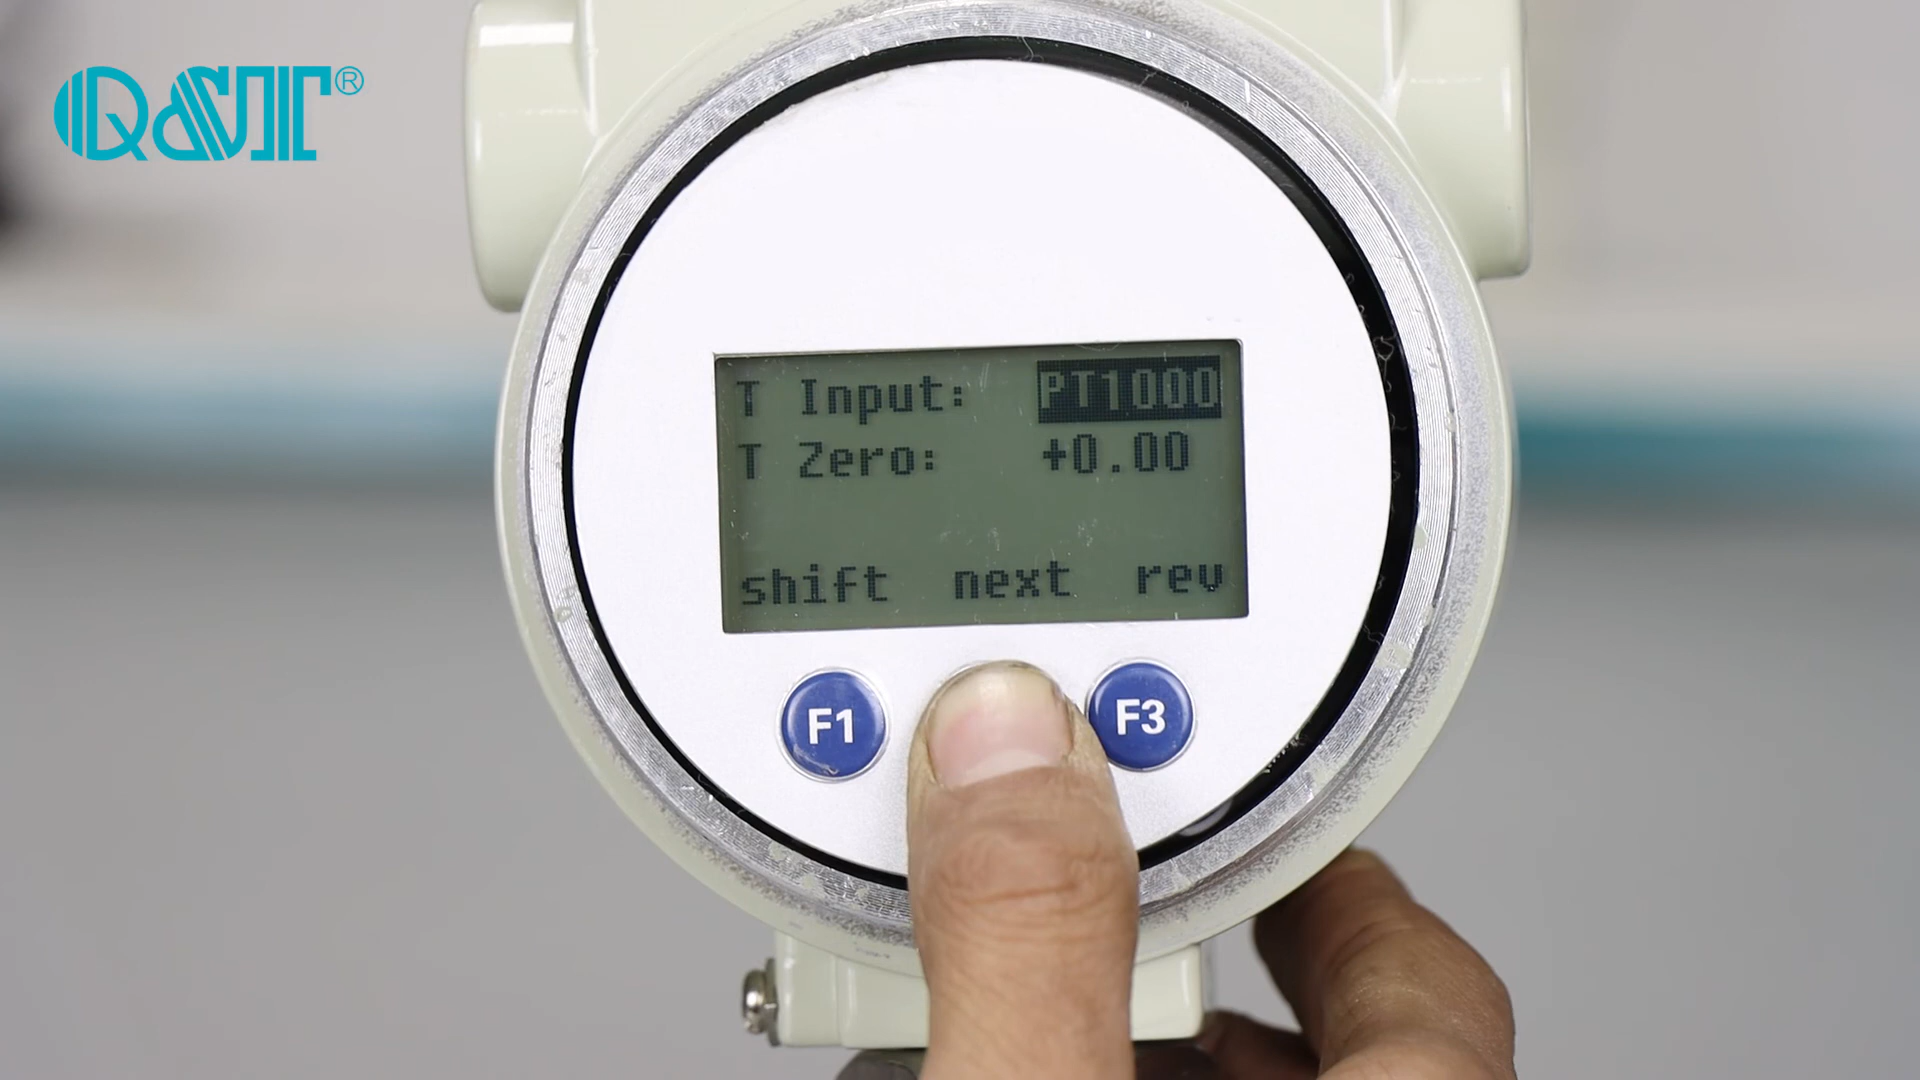 Q&T®
T Input: PT1000
T Zero: +0.00
shift next rev
F1 F3